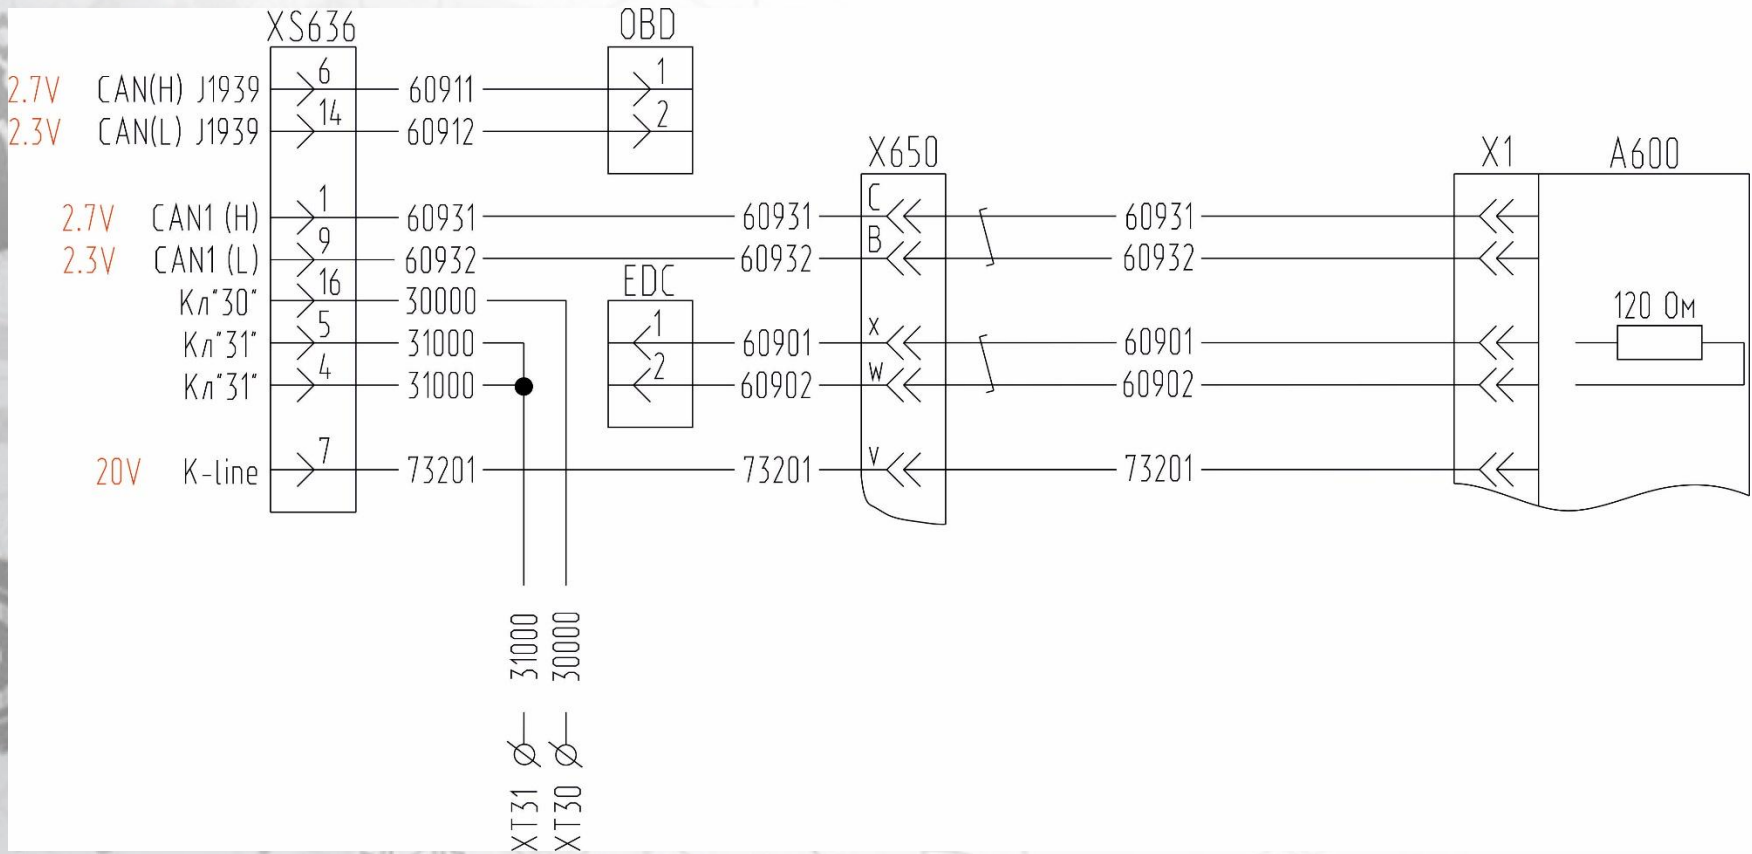 XS636 OBD
2.7V CAN(H) J1939 6 60911 1
2.3V CAN(L) J1939 14 60912 2
X650 X1 A600
2.7V CAN1 (H) 1 60931 60931 C 60931
2.3V CAN1 (L) 9 60932 60932 B 60932
EDC
Кл"30" 16 30000 120 Ом
Кл"31" 5 31000 1 60901 X 60901
Кл"31" 4 31000 2 60902 W 60902
20V K-line 7 73201 73201 V 73201
31000
30000
XT31
XT30